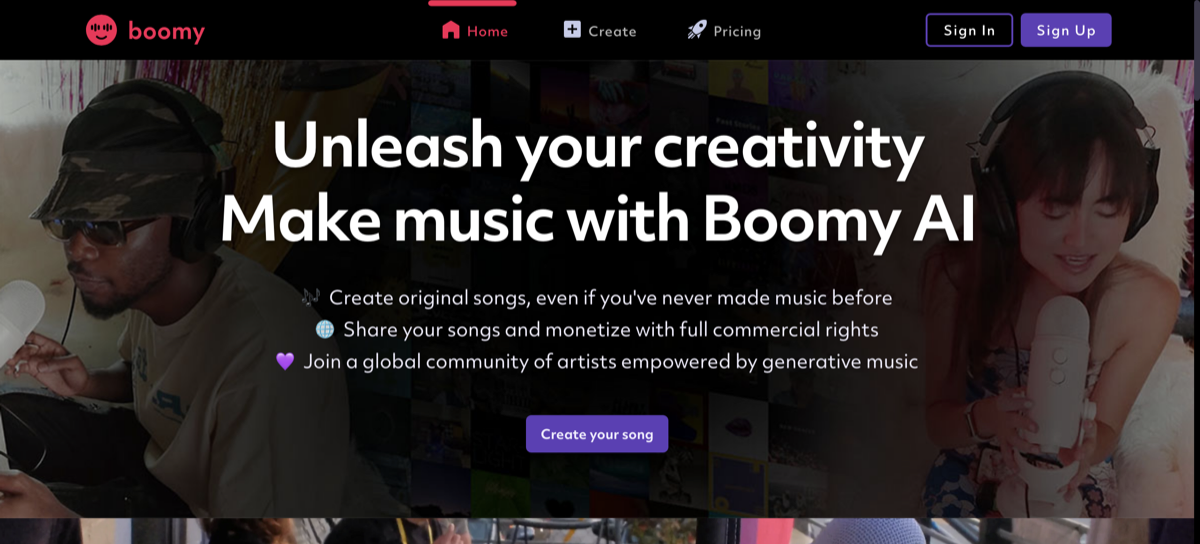 boomy
Home
Create
Pricing
Sign In
Sign Up
Unleash your creativity
Make music with Boomy AI
🎶 Create original songs, even if you've never made music before
🌐 Share your songs and monetize with full commercial rights
💜 Join a global community of artists empowered by generative music
Create your song